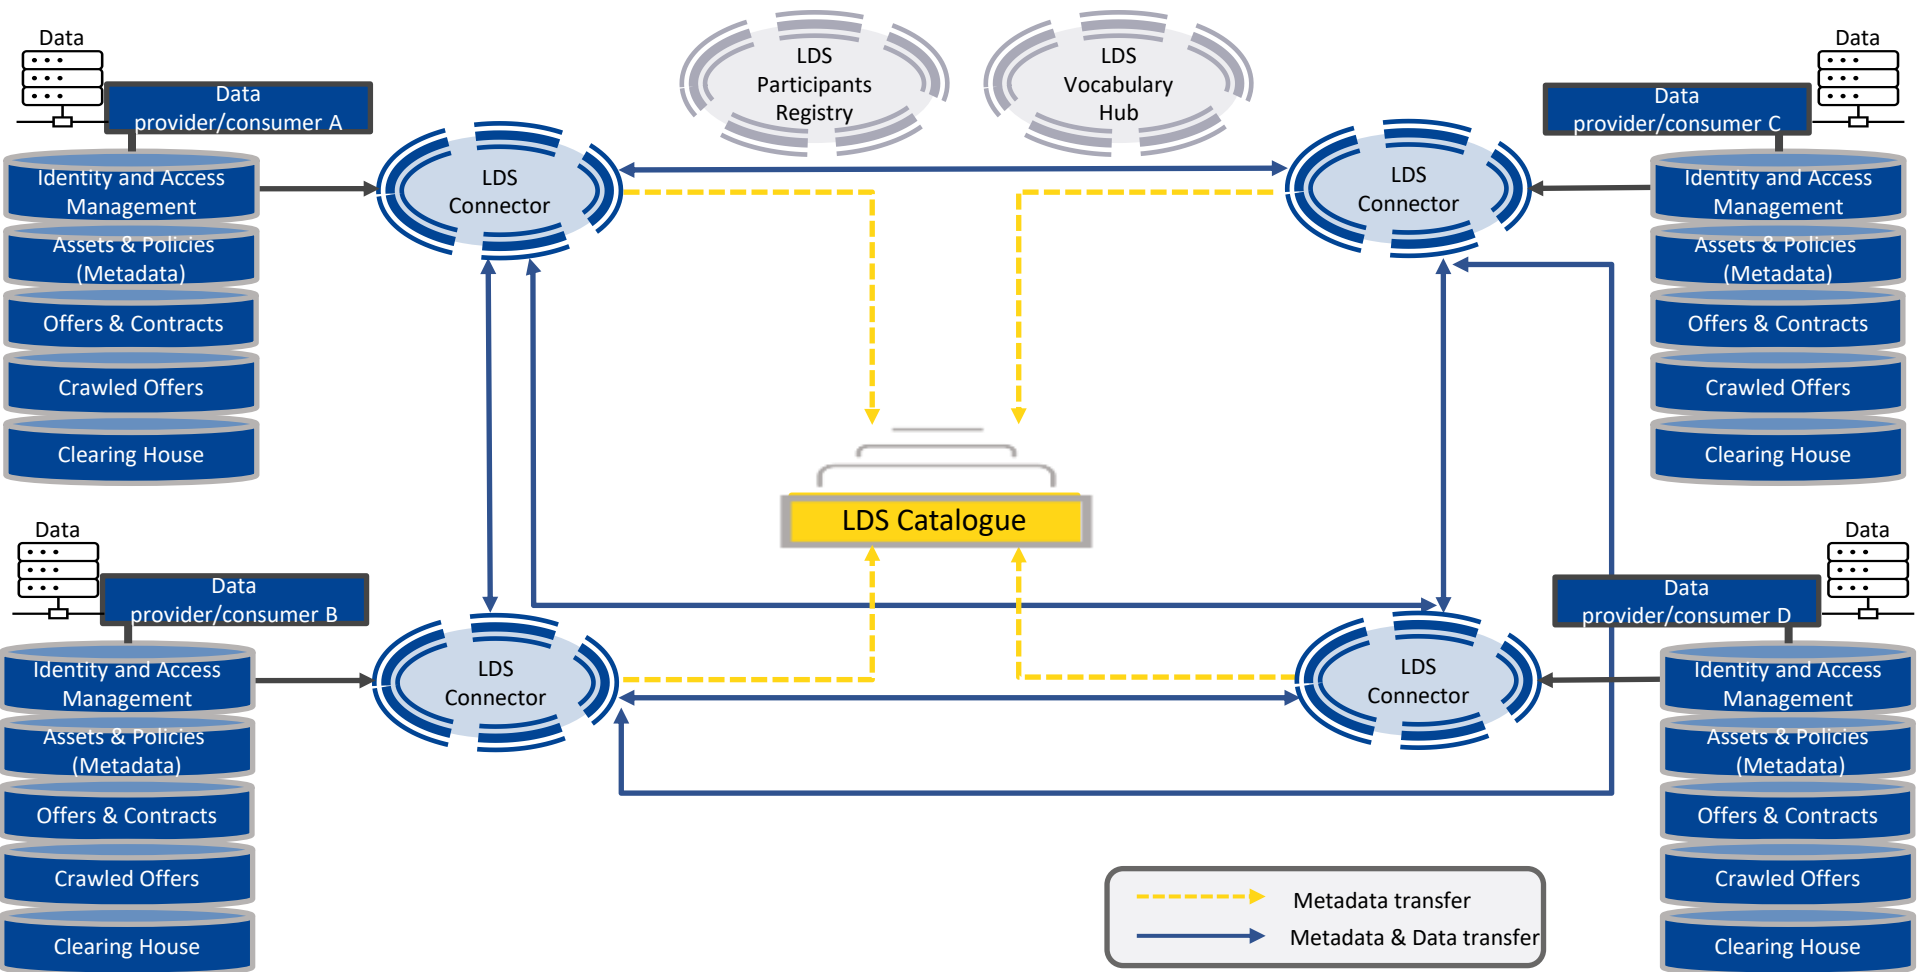 Data
Data
provider/consumer A
Identity and Access
Management
Assets & Policies
(Metadata)
Offers & Contracts
Crawled Offers
Clearing House
LDS
Connector
LDS
Participants
Registry
LDS
Vocabulary
Hub
LDS
Connector
Data
Data
provider/consumer C
Identity and Access
Management
Assets & Policies
(Metadata)
Offers & Contracts
Crawled Offers
Clearing House
LDS Catalogue
Data
Data
provider/consumer B
Identity and Access
Management
Assets & Policies
(Metadata)
Offers & Contracts
Crawled Offers
Clearing House
LDS
Connector
LDS
Connector
Data
Data
provider/consumer D
Identity and Access
Management
Assets & Policies
(Metadata)
Offers & Contracts
Crawled Offers
Clearing House
Metadata transfer
Metadata & Data transfer